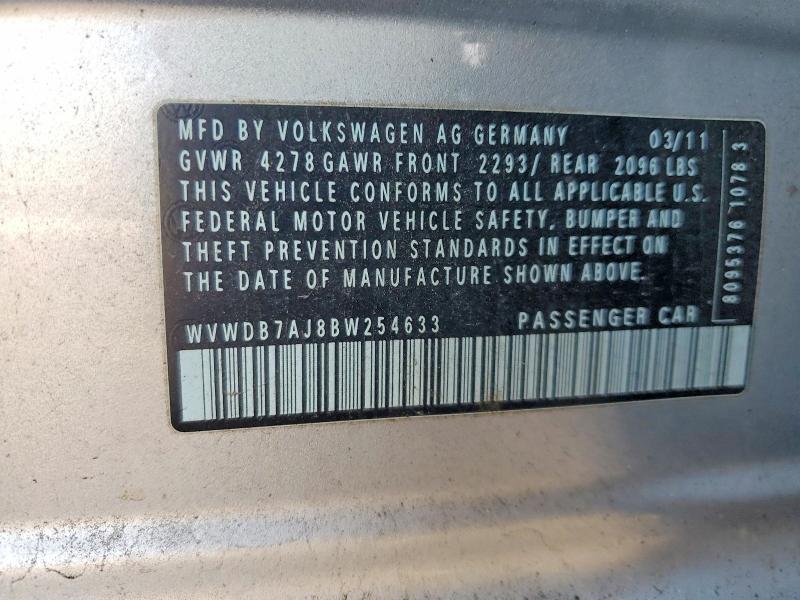 MFD BY VOLKSWAGEN AG GERMANY 03/11
GVWR 4278 GAWR FRONT 2293/ REAR 2096 LBS
THIS VEHICLE CONFORMS TO ALL APPLICABLE U.S.
FEDERAL MOTOR VEHICLE SAFETY, BUMPER AND
THEFT PREVENTION STANDARDS IN EFFECT ON
THE DATE OF MANUFACTURE SHOWN ABOVE.
WVWDB7AJ8BW254633 PASSENGER CAR
8095376 1078 3